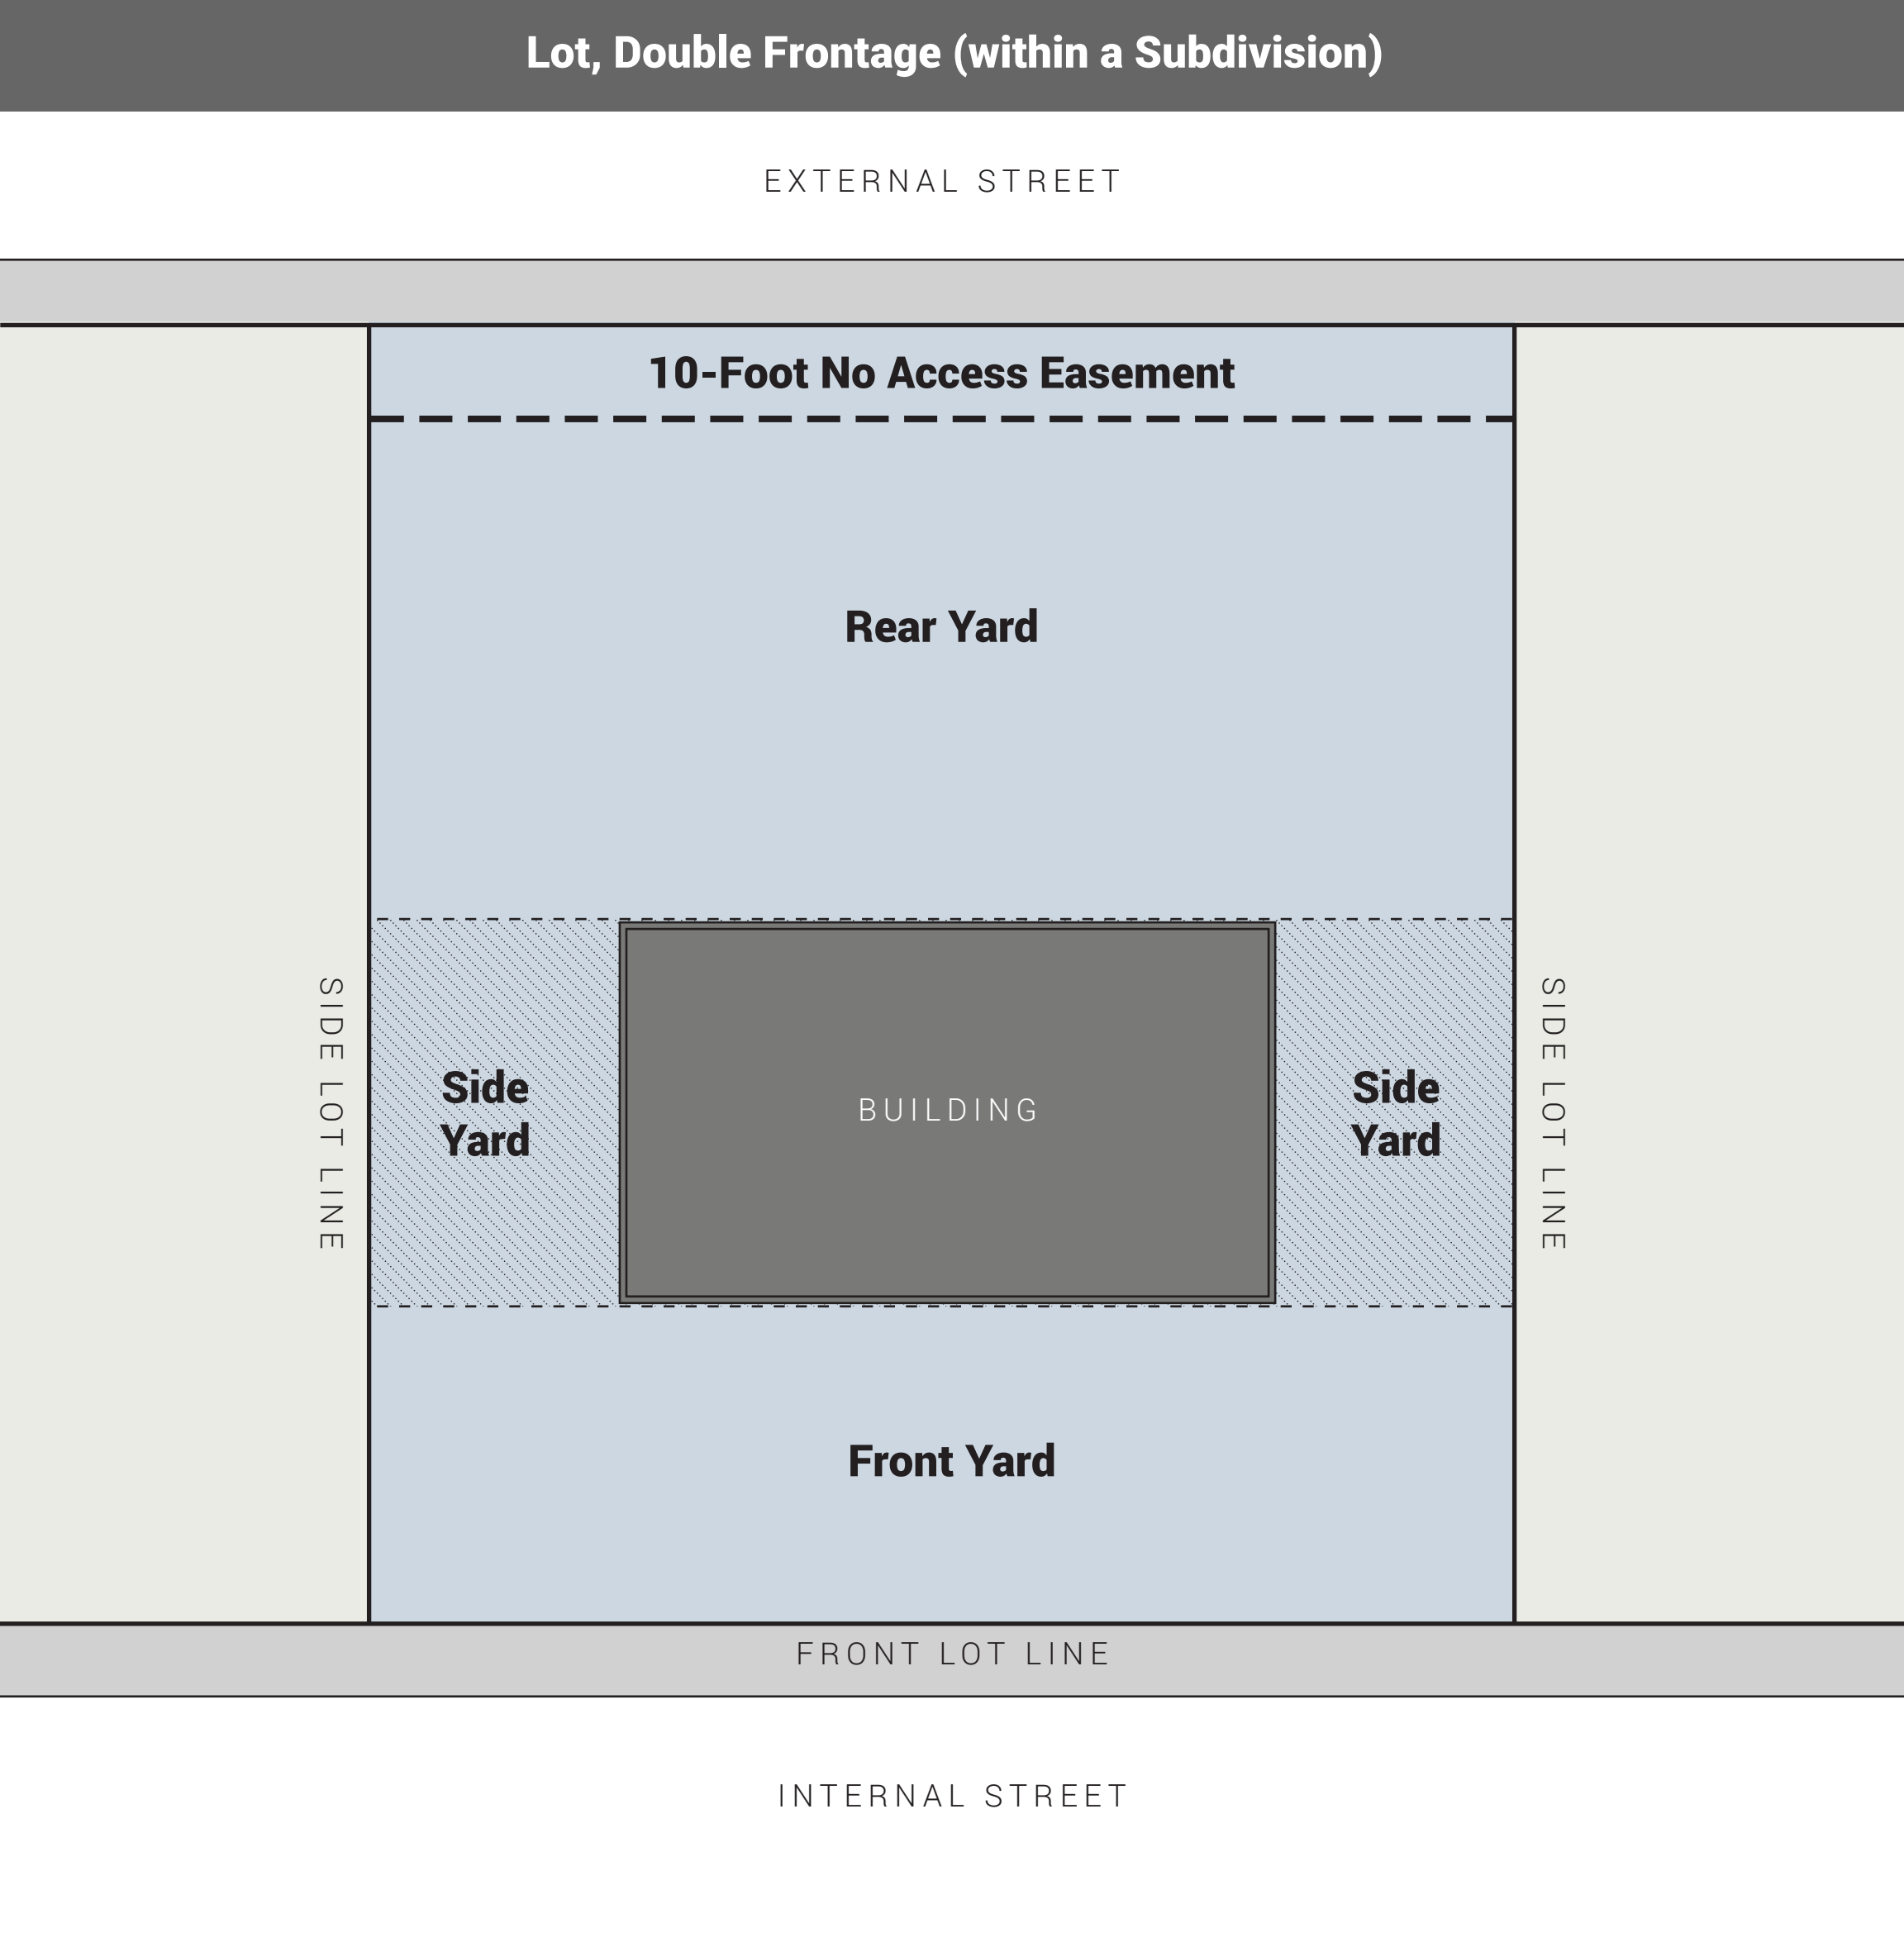 Lot, Double Frontage (within a Subdivision)
EXTERNAL STREET
10-Foot No Access Easement
Rear Yard
SIDE LOT LINE
Side
Yard
BUILDING
Side
Yard
SIDE LOT LINE
Front Yard
FRONT LOT LINE
INTERNAL STREET